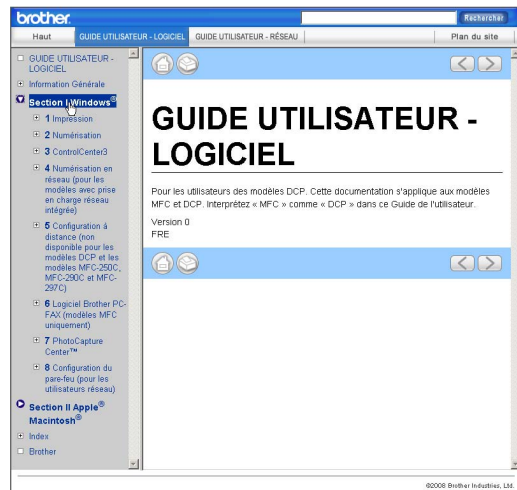 brother.
Rechercher
Haut
GUIDE UTILISATEUR - LOGICIEL
GUIDE UTILISATEUR - RÉSEAU
Plan du site
GUIDE UTILISATEUR -
LOGICIEL
Information Générale
Section I Windows®
1 Impression
2 Numérisation
3 ControlCenter3
4 Numérisation en
réseau (pour les
modèles avec prise
en charge réseau
intégrée)
5 Configuration à
distance (non
disponible pour les
modèles DCP et les
modèles MFC-250C,
MFC-290C et MFC-
297C)
6 Logiciel Brother PC-
FAX (modèles MFC
uniquement)
7 PhotoCapture
Center™
8 Configuration du
pare-feu (pour les
utilisateurs réseau)
Section II Apple®
Macintosh®
Index
Brother
GUIDE UTILISATEUR -
LOGICIEL
Pour les utilisateurs des modèles DCP. Cette documentation s'applique aux modèles
MFC et DCP. Interprétez « MFC » comme « DCP » dans ce Guide de l'utilisateur.
Version 0
FRE
©2008 Brother Industries, Ltd.